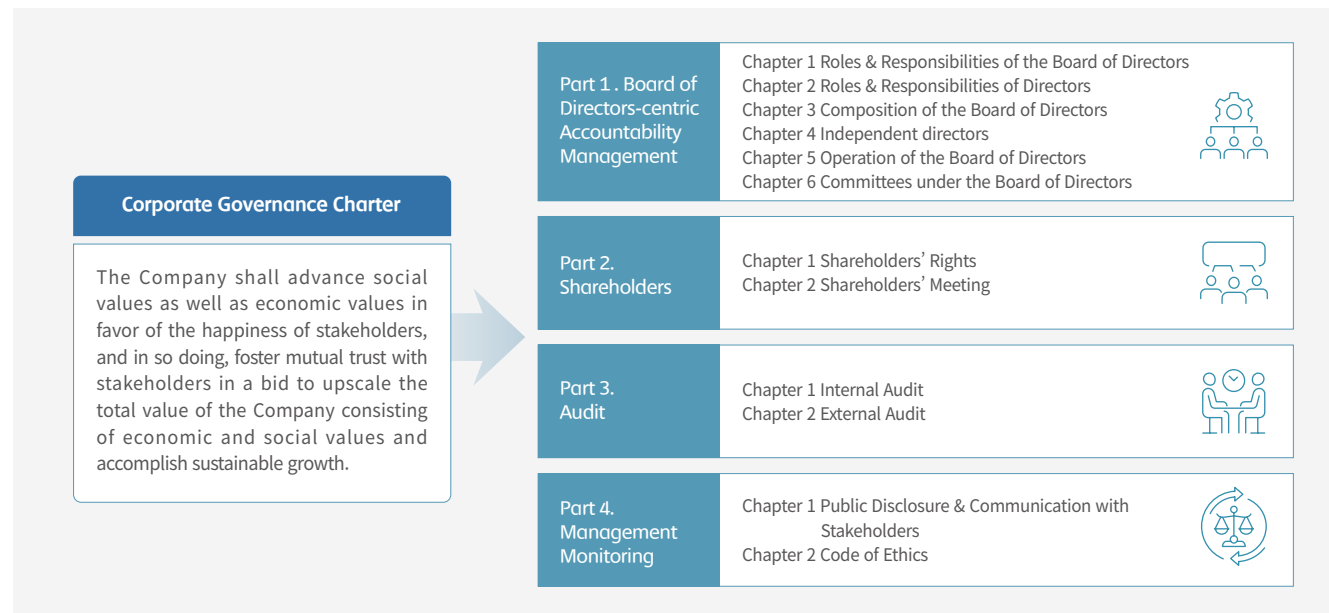 Corporate Governance Charter
The Company shall advance social
values as well as economic values in
favor of the happiness of stakeholders,
and in so doing, foster mutual trust with
stakeholders in a bid to upscale the
total value of the Company consisting
of economic and social values and
accomplish sustainable growth.
Part 1. Board of
Directors-centric
Accountability
Management
Chapter 1 Roles & Responsibilities of the Board of Directors
Chapter 2 Roles & Responsibilities of Directors
Chapter 3 Composition of the Board of Directors
Chapter 4 Independent directors
Chapter 5 Operation of the Board of Directors
Chapter 6 Committees under the Board of Directors
Part 2.
Shareholders
Chapter 1 Shareholders’ Rights
Chapter 2 Shareholders’ Meeting
Part 3.
Audit
Chapter 1 Internal Audit
Chapter 2 External Audit
Part 4.
Management
Monitoring
Chapter 1 Public Disclosure & Communication with
Stakeholders
Chapter 2 Code of Ethics